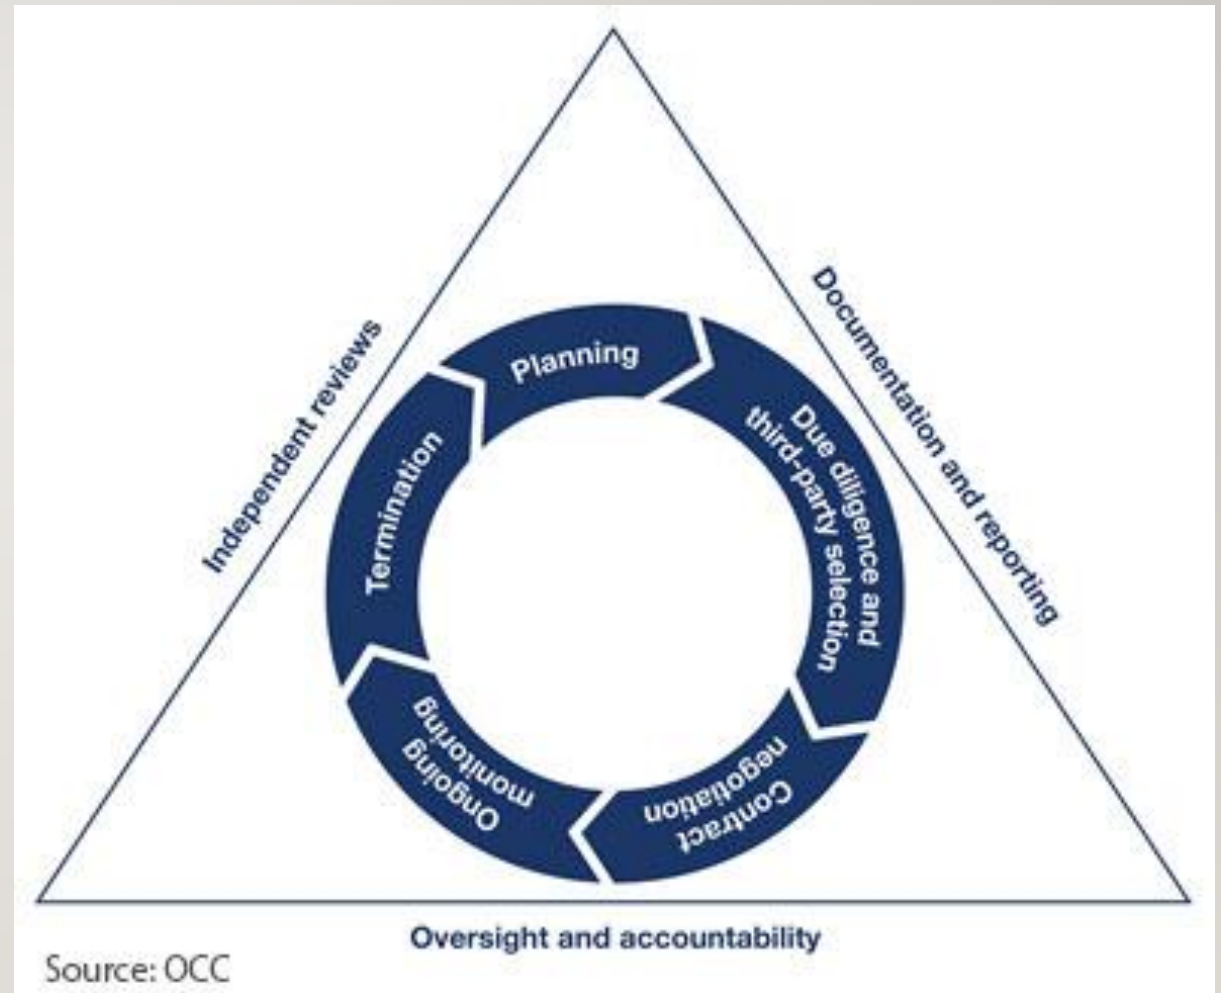 Independent reviews
Documentation and reporting
Planning
Due diligence and
third-party selection
Contract
negotiation
Ongoing
monitoring
Termination
Oversight and accountability
Source: OCC